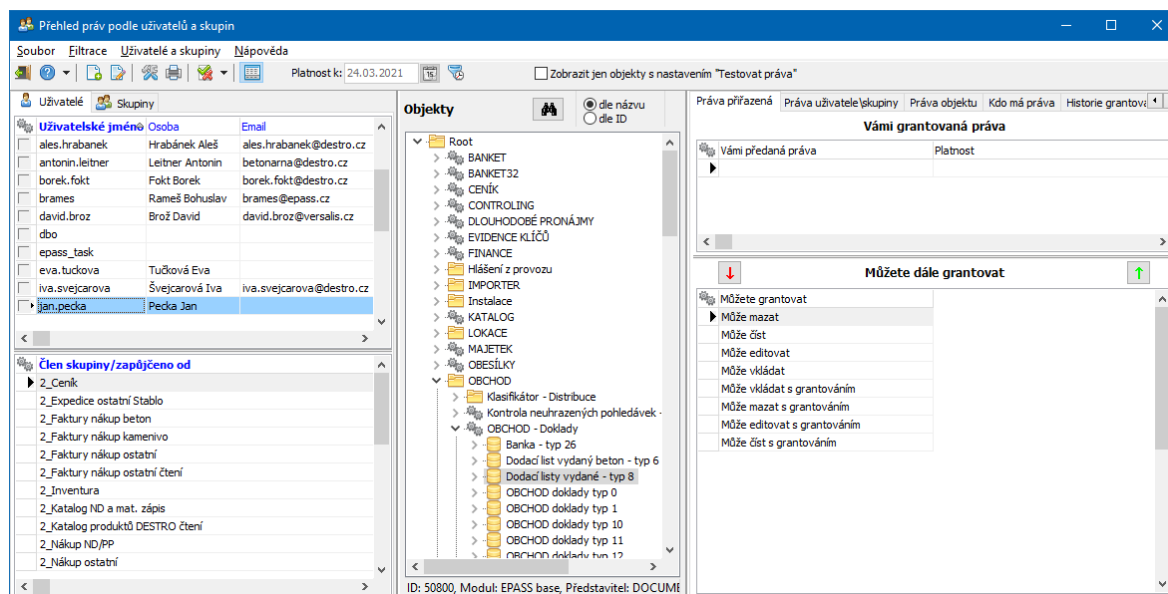 Přehled práv podle uživatelů a skupin
Soubor Filtrace Uživatelé a skupiny Nápověda
Platnost k: 24.03.2021 15 Zobrazit jen objekty s nastavením "Testovat práva"
Uživatelé Skupiny
Uživatelské jméno Osoba Email
ales.hrabanek Hrabánek Aleš ales.hrabanek@destro.cz
antonin.leitner Leitner Antonin betonarna@destro.cz
borek.fokt Fokt Borek borek.fokt@destro.cz
brames Rameš Bohuslav brames@epass.cz
david.broz Brož David david.broz@versalis.cz
dbo
epass_task
eva.tuckova Tučková Eva
iva.svejcarova Švejcarová Iva iva.svejcarova@destro.cz
jan.pecka Pecka Jan
Člen skupiny/zapůjčeno od
2_Ceník
2_Expedice ostatní Stablo
2_Faktury nákup beton
2_Faktury nákup kamenivo
2_Faktury nákup ostatní
2_Faktury nákup ostatní čtení
2_Inventura
2_Katalog ND a mat. zápis
2_Katalog produktů DESTRO čtení
2_Nákup ND/PP
2_Nákup ostatní
Objekty
dle názvu
dle ID
Root
BANKET
BANKET32
CENÍK
CONTROLING
DLOUHODOBÉ PRONÁJMY
EVIDENCE KLÍČŮ
FINANCE
Hlášení z provozu
IMPORTER
Instalace
KATALOG
LOKACE
MAJETEK
OBESÍLKY
OBCHOD
Klasifikátor - Distribuce
Kontrola neuhrazených pohledávek -
OBCHOD - Doklady
Banka - typ 26
Dodací list vydaný beton - typ 6
Dodací listy vydané - typ 8
OBCHOD doklady typ 0
OBCHOD doklady typ 1
OBCHOD doklady typ 10
OBCHOD doklady typ 11
OBCHOD doklady typ 12
ID: 50800, Modul: EPASS base, Představitel: DOCUME
Práva přiřazená Práva uživatele\skupiny Práva objektu Kdo má práva Historie grantova
Vámi grantovaná práva
Vámi předaná práva Platnost
Můžete dále grantovat
Můžete grantovat
Může mazat
Může číst
Může editovat
Může vkládat
Může vkládat s grantováním
Může mazat s grantováním
Může editovat s grantováním
Může číst s grantováním